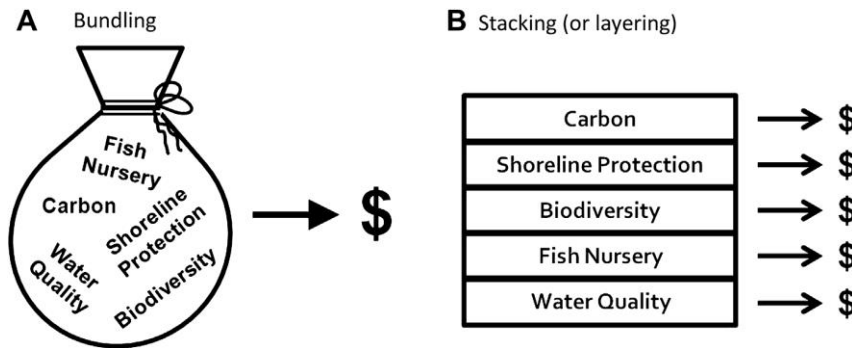 A Bundling
Fish
Nursery
Carbon
Shoreline
Protection
Water
Quality
Biodiversity
$
B Stacking (or layering)
Carbon $
Shoreline Protection $
Biodiversity $
Fish Nursery $
Water Quality $